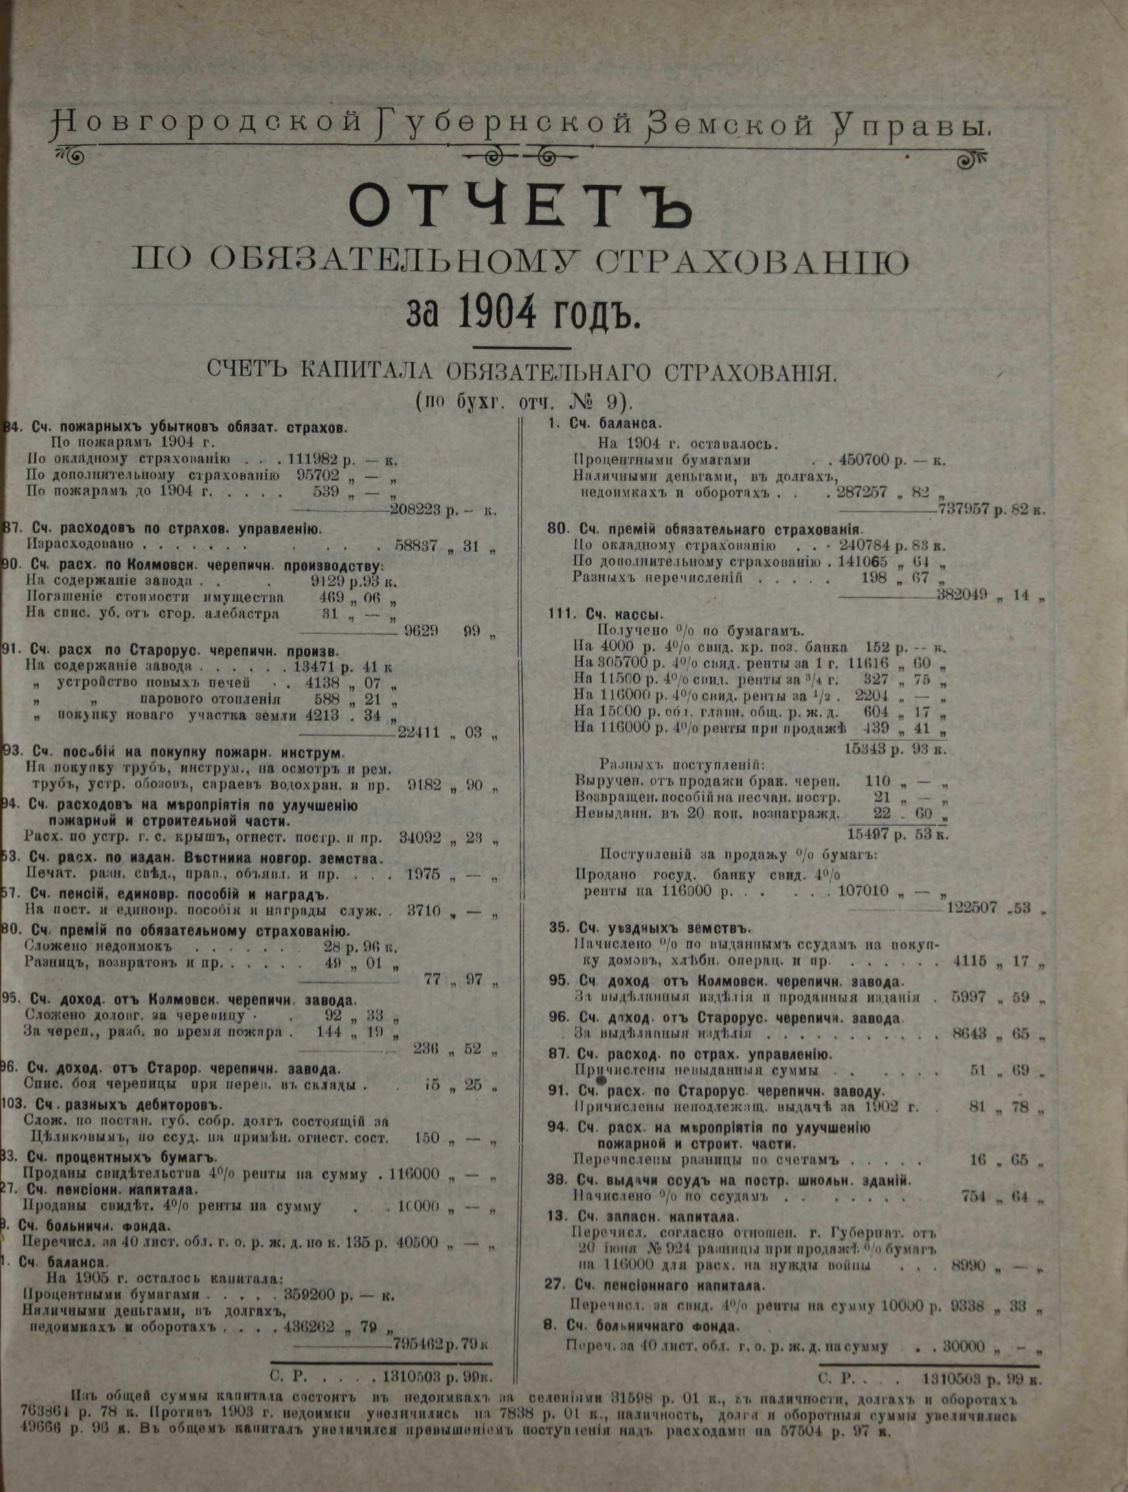 Новгородской Губернской Земской Управы.
ОТЧЕТЪ
ПО ОБЯЗАТЕЛЬНОМУ СТРАХОВАНІЮ
за 1904 годъ.
СЧЕТЪ КАПИТАЛА ОБЯЗАТЕЛЬНАГО СТРАХОВАНІЯ.
(по бухг. отч. № 9).
84. Сч. пожарныхъ убытковъ обязат. страхов.
По пожарамъ 1904 г.
По окладному страхованію . . . 111982 р. — к.
По дополнительному страхованію 95702 „ — „
По пожарамъ до 1904 г. . . . . 539 „ — „
208223 р. - к.
87. Сч. расходовъ по страхов. управленію.
Израсходовано . . . . . . . . . . . 58837 „ 31 „
90. Сч. расх. по Колмовск. черепичн. производству:
На содержаніе завода . . . 9129 р. 93 к.
Погашеніе стоимости имущества 469 „ 06 „
На спис. уб. отъ сгор. алебастра 31 „ — „
9629 99 „
91. Сч. расх по Старорус. черепичн. произв.
На содержаніе завода . . . . . . 13471 р. 41 к
„ устройство новыхъ печей . . 4138 „ 07 „
„ „ парового отопленія 588 „ 21 „
„ покупку новаго участка земли 4213 . 34 „
22411 „ 03 „
93. Сч. пособій на покупку пожарн. инструм.
На покупку трубъ, инструм., на осмотръ и рем.
трубъ, устр. обозовъ, сараевъ водохран. и пр. 9182 „ 90 „
94. Сч. расходовъ на мѣропріятія по улучшенію
пожарной и строительной части.
Расх. по устр. г. с. крышъ, огнест. постр. и пр. 34092 „ 23 „
53. Сч. расх. по издан. Вѣстника новгор. земства.
Печат. разн. свѣд., прав., объявл. и пр. . . . 1975 „ — „
57. Сч. пенсій, единовр. пособій и наградъ.
На пост. и единовр. пособія и награды служ. . 3710 „ — „
80. Сч. премій по обязательному страхованію.
Сложено недоимокъ . . . . . . 28 р. 96 к.
Разницъ, возвратовъ и пр. . . . . . 49 „ 01 „
77 „ 97 „
95. Сч. доход. отъ Колмовск. черепичн. завода.
Сложено долов. за черепицу . . 92 „ 33 „
За череп., разб. во время пожара . 144 „ 19 „
236 „ 52 „
96. Сч. доход. отъ Старор. черепичн. завода.
Спис. боя черепицы при перев. въ склады . . 15 „ 25 „
103. Сч. разныхъ дебиторовъ.
Слож. по постан. губ. собр. долгъ состоящій за
Цѣликовымъ, по ссуд. на примѣн. огнест. сост. 150 „ — „
33. Сч. процентныхъ бумагъ.
Проданы свидѣтельства 4% ренты на сумму . 116000 „ — „
27. Сч. пенсіонн. капитала.
Проданы свидѣт. 4% ренты на сумму . . 10000 „ — „
8. Сч. больничн. фонда.
Перечисл. за 40 лист. обл. г. о. р. ж. д. по к. 135 р. 40500 „ — „
1. Сч. баланса.
На 1905 г. осталось капитала:
Процентными бумагами . . . . . 359200 р. — к.
Наличными деньгами, въ долгахъ,
недоимкахъ и оборотахъ . . . . 436262 „ 79 „
795462 р. 79 к
С. Р. . . . . 1310503 р. 99к.
1. Сч. баланса.
На 1904 г. оставалось.
Процентными бумагами . . 450700 р. — к.
Наличными деньгами, въ долгахъ,
недоимкахъ и оборотахъ . . . 287257 „ 82 „
737957 р. 82 к.
80. Сч. премій обязательнаго страхованія.
По окладному страхованію . . . 240784 р. 83 к.
По дополнительному страхованію . 141065 „ 64 „
Разныхъ перечисленій . . . . . 198 „ 67 „
382049 „ 14 „
111. Сч. кассы.
Получено % по бумагамъ.
На 4000 р. 4% свид. кр. поз. банка 152 р. -- к.
На 305700 р. 4% свид. ренты за 1 г. 11616 „ 60 „
На 11500 р. 4% свид. ренты за 3/4 г. 327 „ 75 „
На 116000 р. 4% свид. ренты за 1/2 . 2204 „ — „
На 15000 р. обл. главн. общ. р. ж. д. 604 „ 17 „
На 116000 р. 4% ренты при продажѣ 439 „ 41 „
15343 р. 93 к.
Разныхъ поступленій:
Выручен. отъ продажи брак. череп. 110 „ — „
Возвращен. пособій на песчан. постр. 21 „ — „
Невыданн. въ 20 коп. вознагражд. 22 . 60 „
15497 р. 53 к.
Поступленій за продажу % бумагъ:
Продано госуд. банку свид. 4%
ренты на 116000 р. . . . . . . 107010 „ — „
122507 „ 53 „
35. Сч. уѣздныхъ земствъ.
Начислено % по выданнымъ ссудамъ на покуп-
ку домовъ, хлѣбн. операц. и пр. . . . . . . 4115 „ 17 „
95. Сч доход отъ Колмовск. черепичн. завода.
За выдѣланныя издѣлія и проданныя изданія . 5997 „ 59 „
96. Сч. доход. отъ Старорус. черепичн. завода.
За выдѣланныя издѣлія . . . . . . . . . 8643 „ 65 „
87. Сч. расход. по страх. управленію.
Причислены невыданныя суммы . . . . . . 51 „ 69 „
91. Сч. расх. по Старорус. черепичн. заводу.
Причислены неподлежащ. выдачѣ за 1902 г. . 81 „ 78 „
94. Сч. расх. на мѣропріятія по улучшенію
пожарной и строит. части.
Перечислены разницы по счетамъ . . . . . 16 „ 65 „
38. Сч. выдачи ссудъ на постр. школьн. зданій.
Начислено % по ссудамъ . . . . . . . . 754 „ 64 „
13. Сч. запасн. капитала.
Перечисл. согласно отношен. г. Губернат. отъ
20 іюня № 924 разницы при продажѣ % бумагъ
на 116000 для расх. на нужды войны . . . 8990 „ — „
27. Сч. пенсіоннаго капитала.
Перечисл. за свид. 4% ренты на сумму 10000 р. 9338 „ 33 „
8. Сч. больничнаго фонда.
Переч. за 40 лист. обл. г. о. р. ж. д. на сумму . . 30000 „ - „
С. Р. . . . 1310503 р. 99 к.
Изъ общей суммы капитала состоитъ въ недоимкахъ за селеніями 31598 р. 01 к., въ наличности, долгахъ и оборотахъ
763864 р. 78 к. Противъ 1903 г. недоимки увеличились на 7838 р. 01 к., наличность, долги и оборотныя суммы увеличились
49666 р. 96 к. Въ общемъ капиталъ увеличился превышеніемъ поступленія надъ расходами на 57504 р. 97 к.